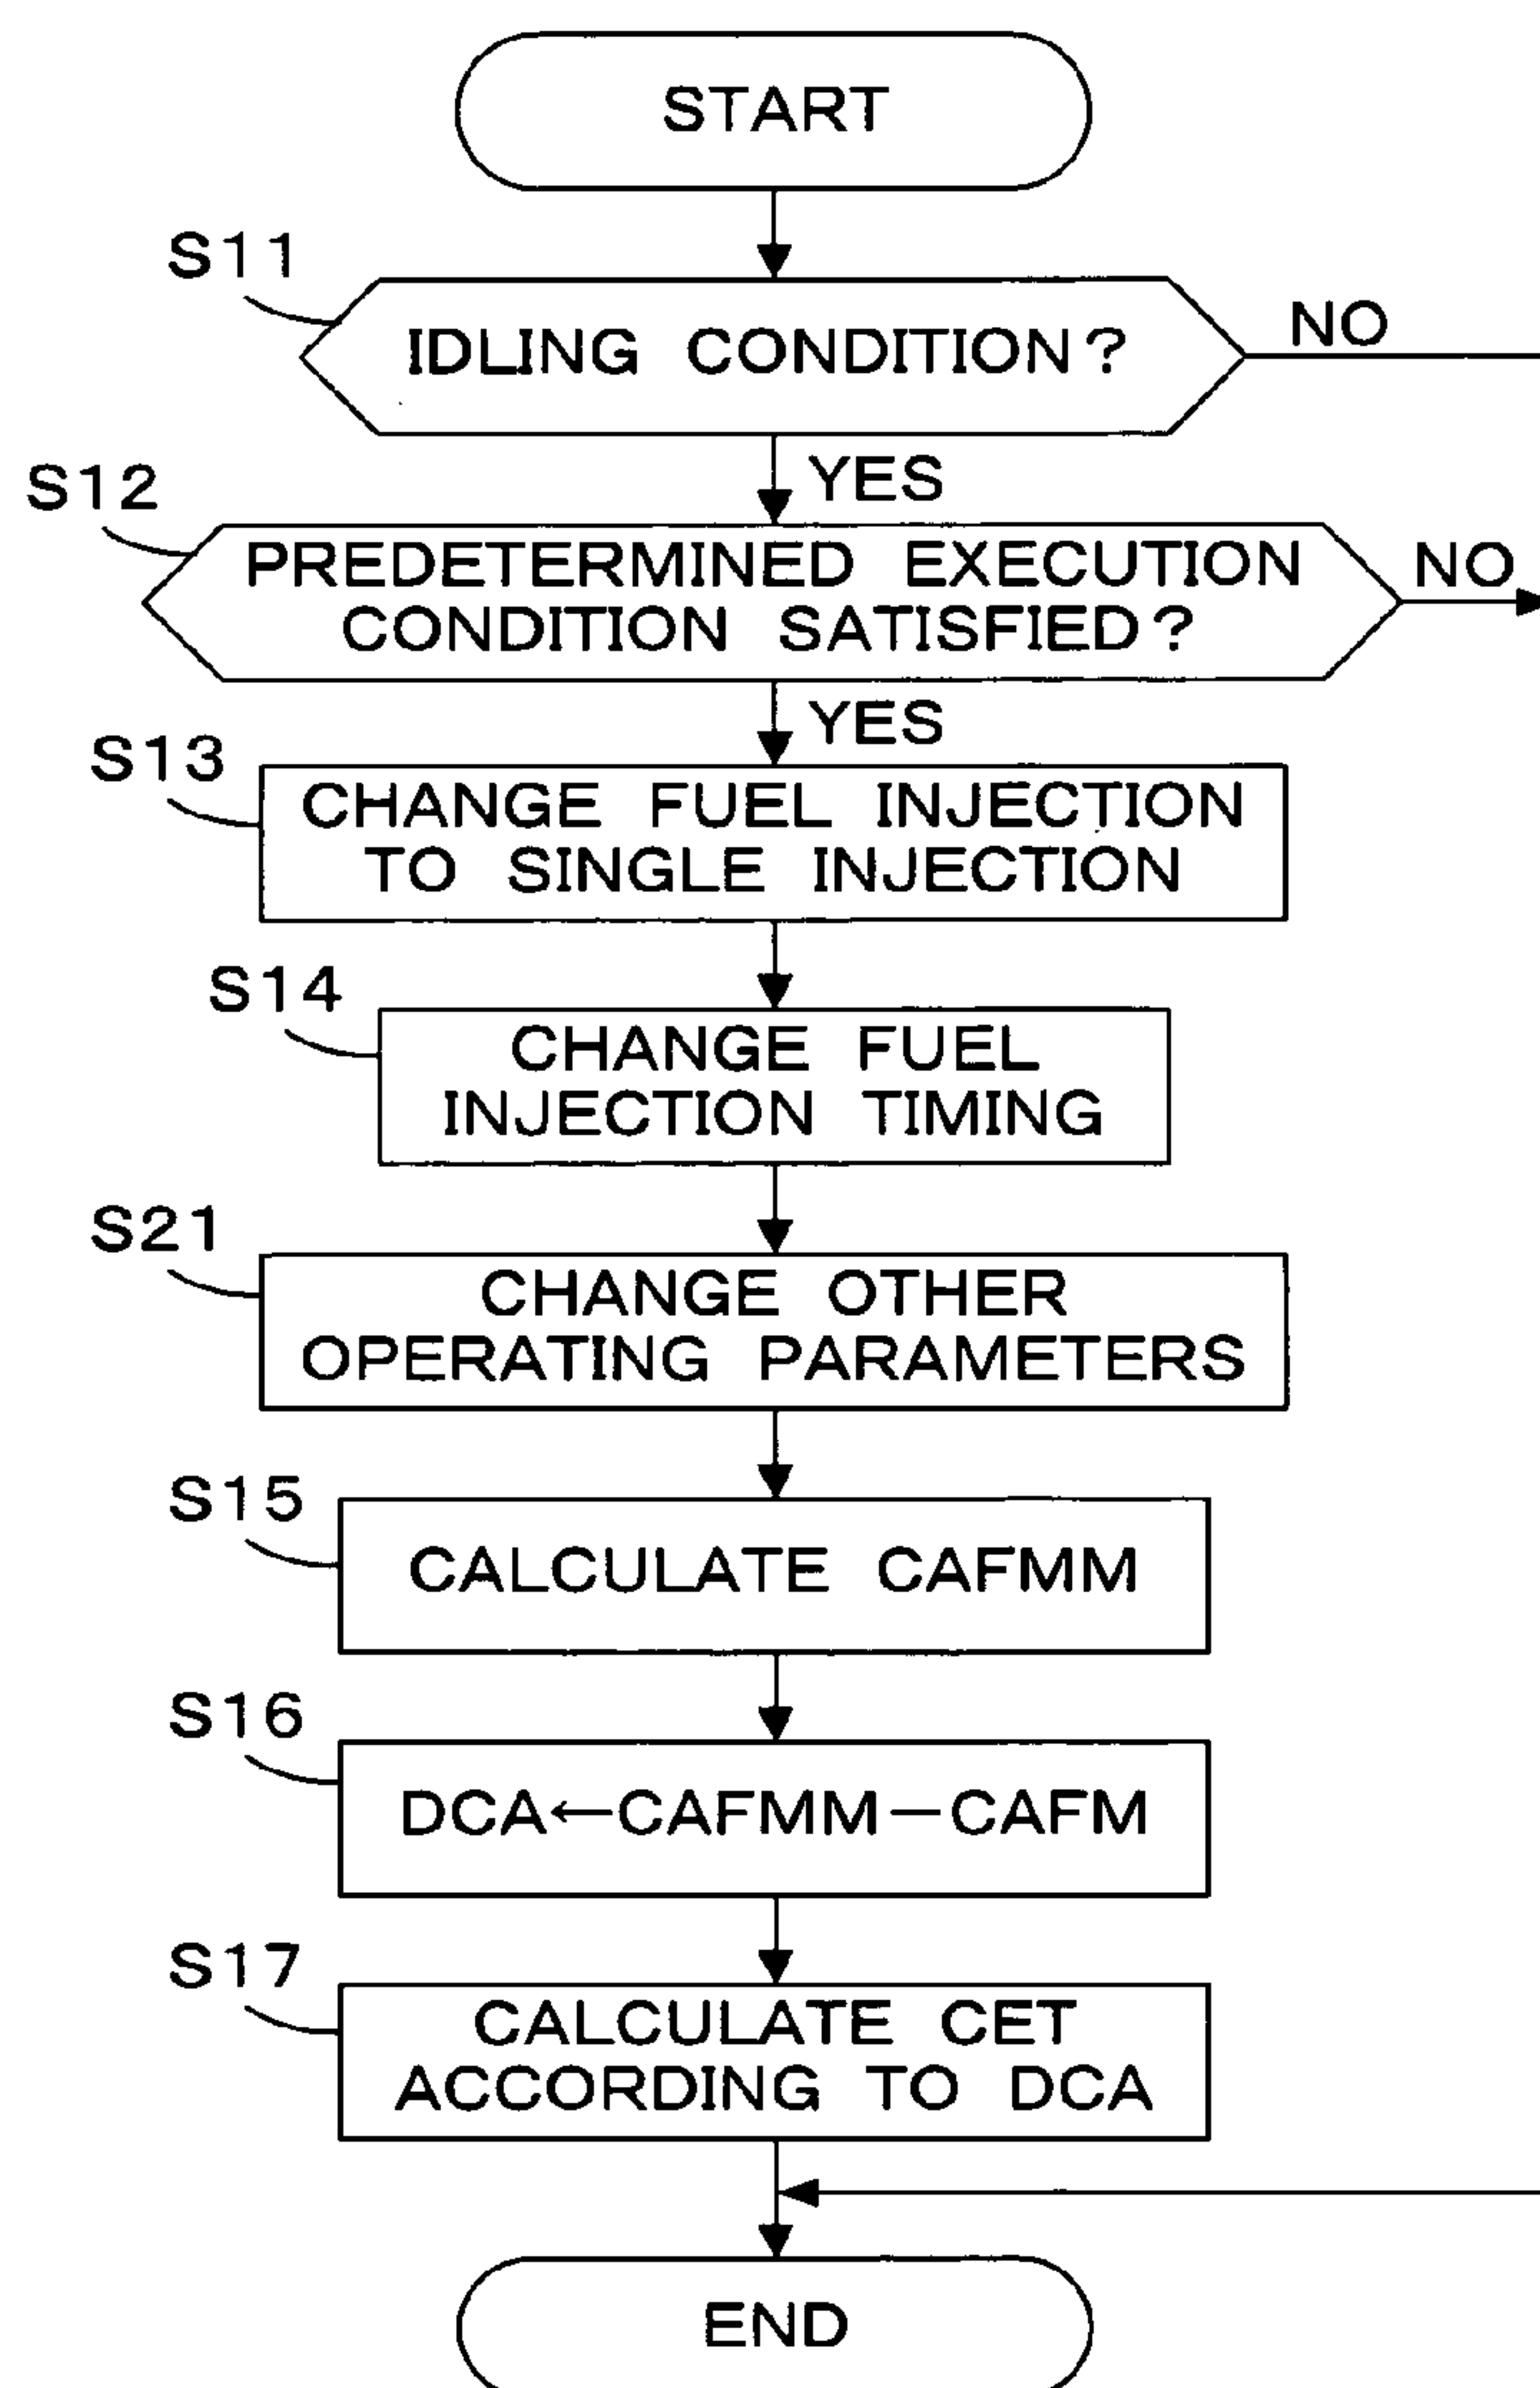 START
S11
IDLING CONDITION?
NO
YES
S12
PREDETERMINED EXECUTION
CONDITION SATISFIED?
NO
YES
S13
CHANGE FUEL INJECTION
TO SINGLE INJECTION
S14
CHANGE FUEL
INJECTION TIMING
S21
CHANGE OTHER
OPERATING PARAMETERS
S15
CALCULATE CAFMM
S16
DCA←CAFMM—CAFM
S17
CALCULATE CET
ACCORDING TO DCA
END